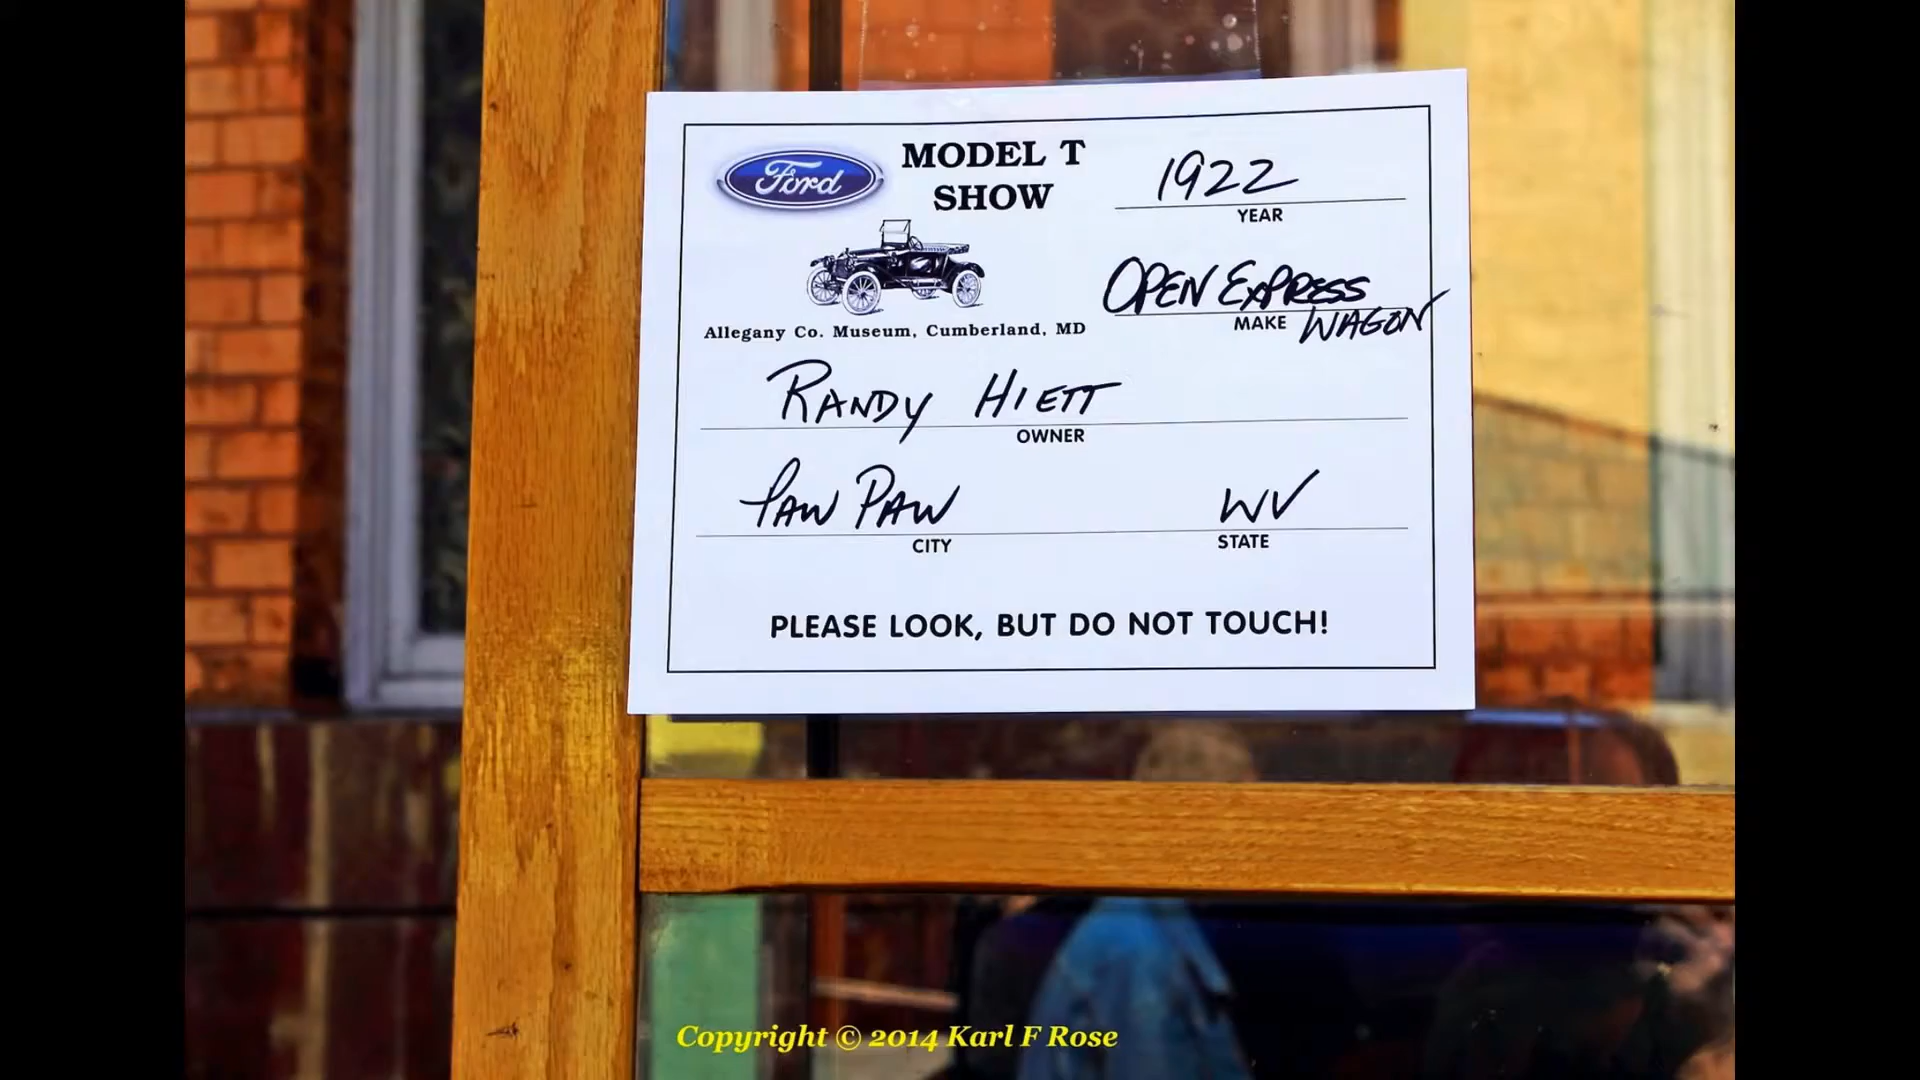 Ford
MODEL T
SHOW
1922
YEAR
OPEN EXPRESS
MAKE WAGON
Allegany Co. Museum, Cumberland, MD
RANDY HIETT
OWNER
PAW PAW WV
CITY STATE
PLEASE LOOK, BUT DO NOT TOUCH!
Copyright © 2014 Karl F Rose